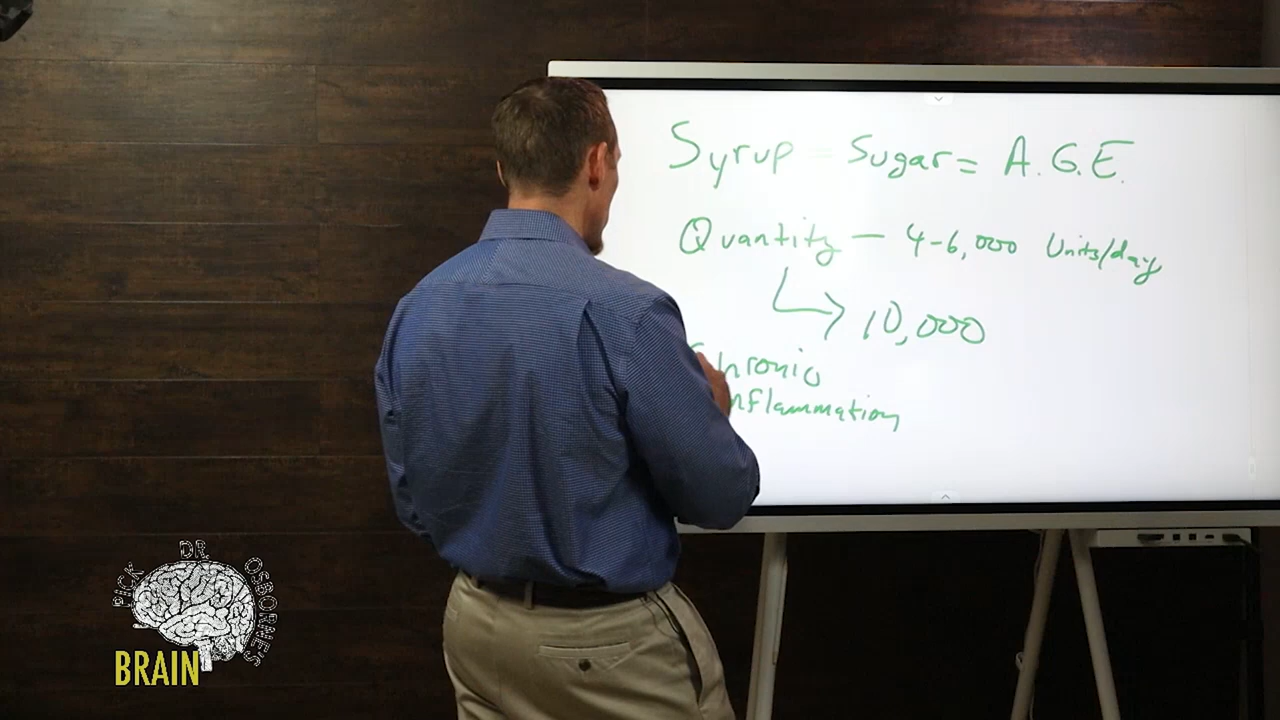 Syrup = Sugar = A.G.E.
Quantity — 4-6,000 Units/day
10,000
Chronic
Inflammation
PICK DR. OSBORNE'S
BRAIN